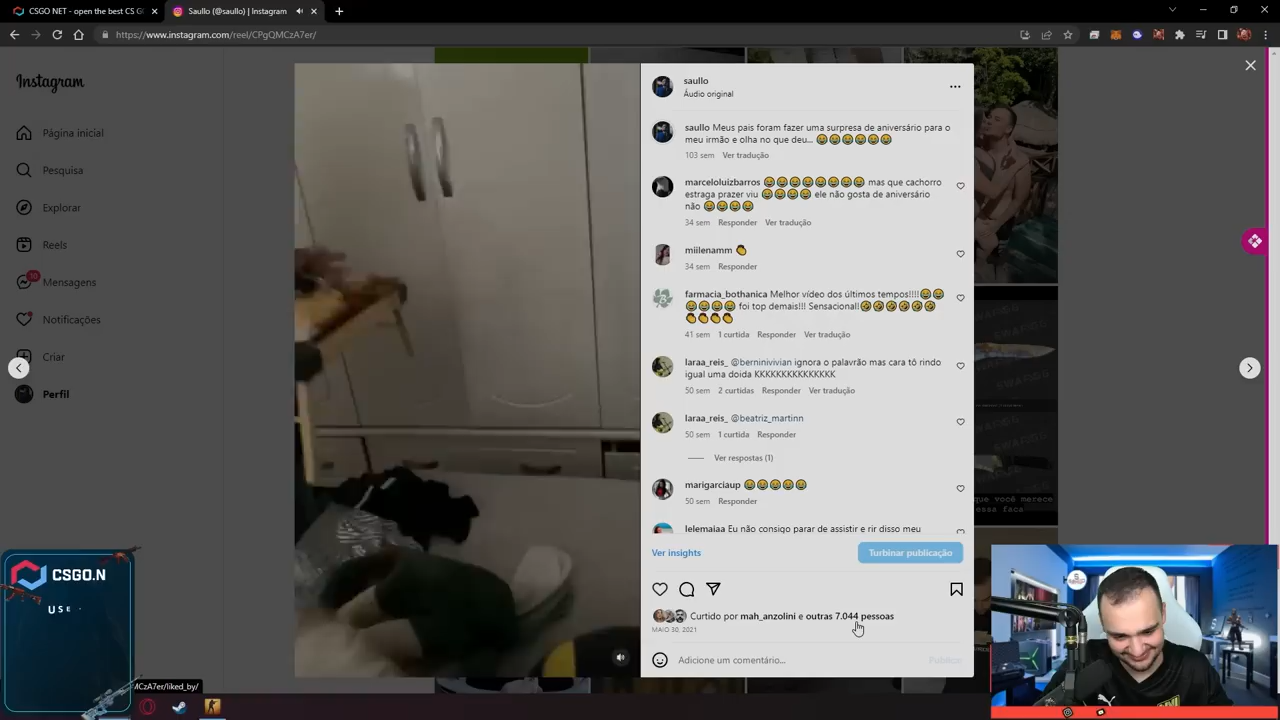 CSGO NET - open the best CS G
Saullo (@saullo) | Instagram
https://www.instagram.com/reel/CPgQMCzA7er/
Instagram
Página inicial
Pesquisa
Explorar
Reels
10
Mensagens
Notificações
Criar
Perfil
saullo
Áudio original
saullo Meus pais foram fazer uma surpresa de aniversário para o
meu irmão e olha no que deu... 😂😂😂😂😂😂
103 sem Ver tradução
marceloluizbarros 😂😂😂😂😂😂😂😂 mas que cachorro
estraga prazer viu 😂😂😂😂 ele não gosta de aniversário
não 😂😂😂😂
34 sem Responder Ver tradução
miilenamm 👏
34 sem Responder
farmacia_bothanica Melhor vídeo dos últimos tempos!!!!😂😂
😂😂😂😂 foi top demais!!! Sensacional!🤣🤣🤣🤣🤣🤣
👏👏👏👏
41 sem 1 curtida Responder Ver tradução
laraa_reis_ @berninivivian ignora o palavrão mas cara tô rindo
igual uma doida KKKKKKKKKKKKKKK
50 sem 2 curtidas Responder Ver tradução
laraa_reis_ @beatriz_martinn
50 sem 1 curtida Responder
Ver respostas (1)
marigarciaup 😂😂😂😂😂
50 sem Responder
lelemaiaa Eu não consigo parar de assistir e rir disso meu
Ver insights
Turbinar publicação
Curtido por mah_anzolini e outras 7.044 pessoas
MAIO 30, 2021
Adicione um comentário...
Publicar
que você merece
essa faca
CSGO.N
USE
MCzA7er/liked_by/